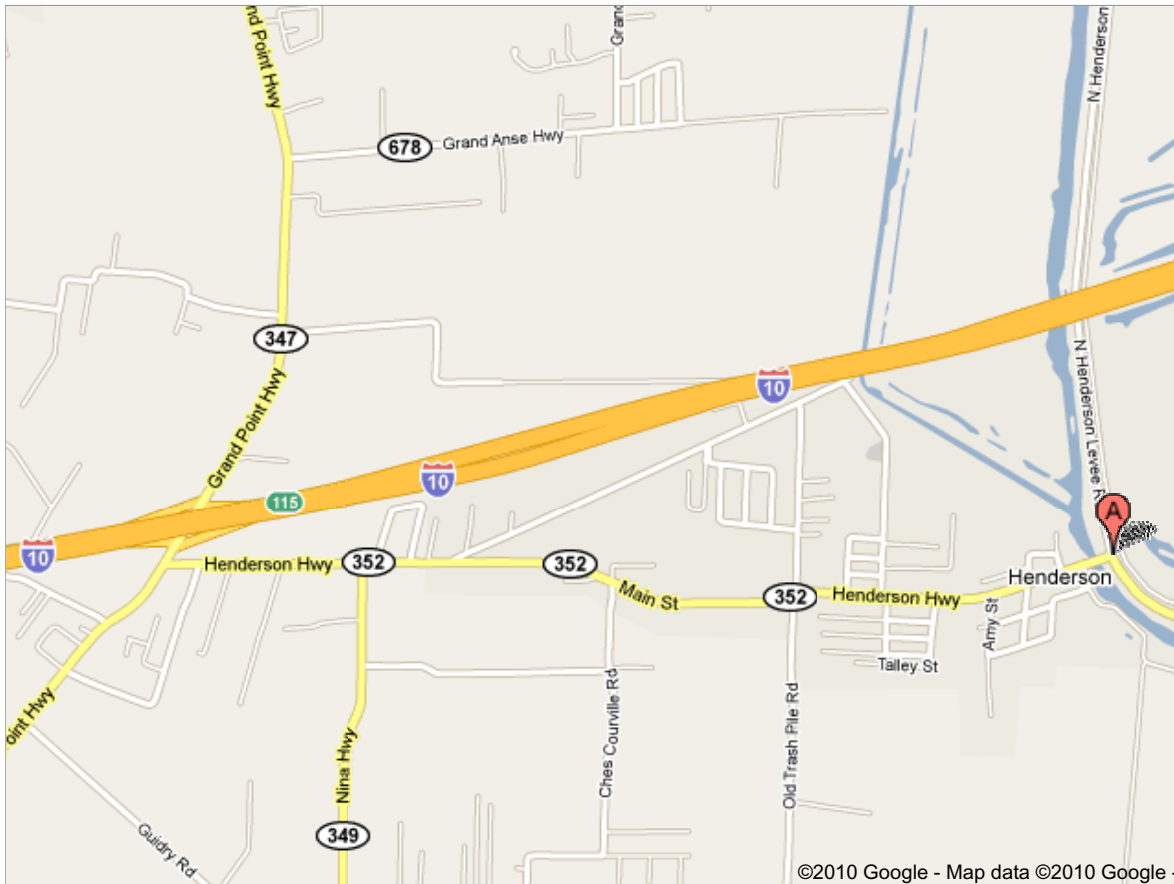 nd Point Hwy
Gran
N Henderson
678
Grand Anse Hwy
347
N Henderson Levee R
Grand Point Hwy
10
10
115
10
A
Henderson Hwy
352
352
Henderson
Main St
352
Henderson Hwy
Amy St
Talley St
oint Hwy
Nina Hwy
Ches Courville Rd
Old Trash Pile Rd
349
Guidry Rd
©2010 Google - Map data ©2010 Google -